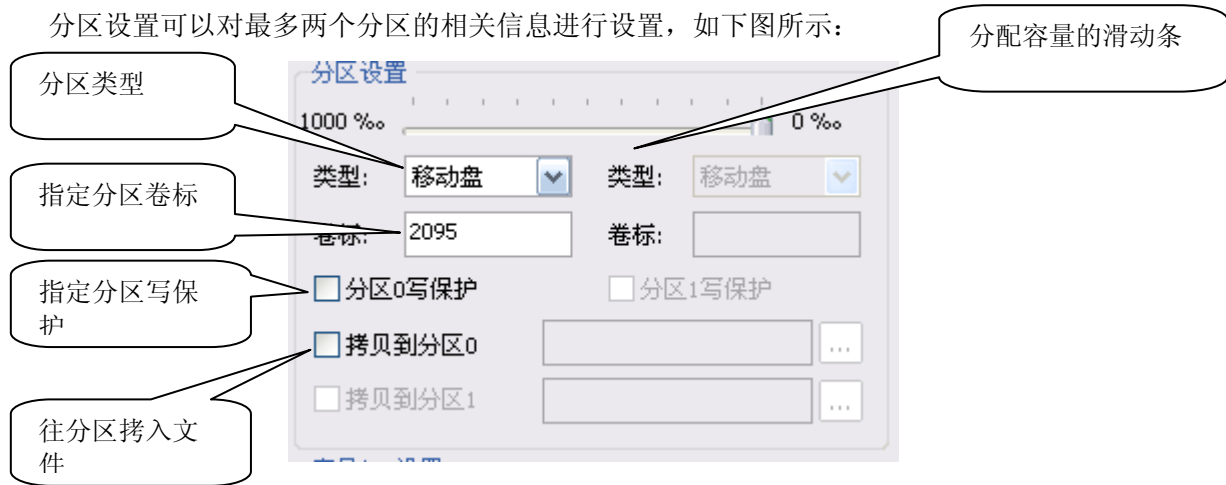 分区设置可以对最多两个分区的相关信息进行设置，如下图所示：
分配容量的滑动条
分区类型
分区设置
1000 ‰
0 ‰
类型:
移动盘
类型:
移动盘
指定分区卷标
卷标:
2095
卷标:
指定分区写保
护
分区0写保护
分区1写保护
拷贝到分区0
...
拷贝到分区1
...
往分区拷入文
件